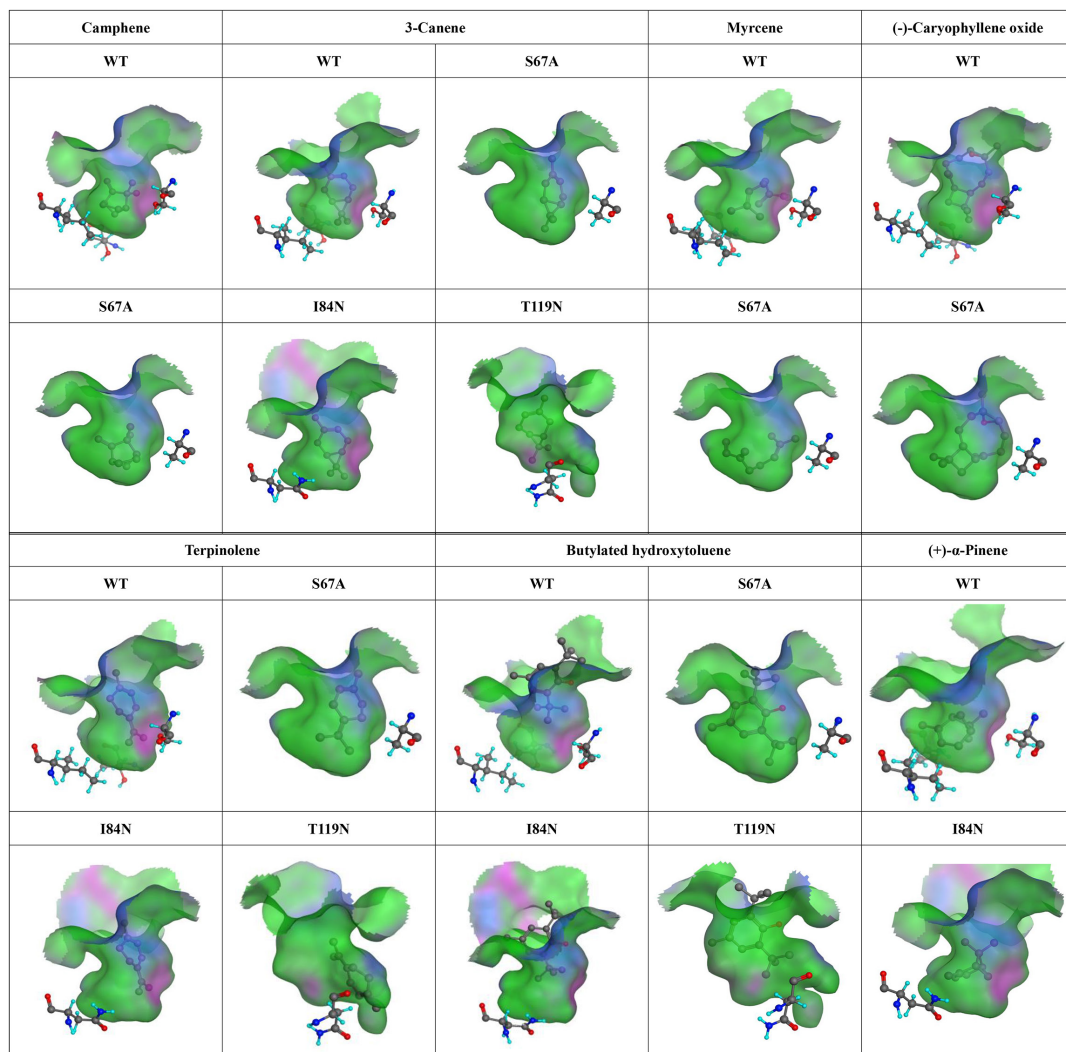 Camphene 3-Canene Myrcene (-)-Caryophyllene oxide
WT WT S67A WT WT
S67A I84N T119N S67A S67A
Terpinolene Butylated hydroxytoluene (+)-α-Pinene
WT S67A WT S67A WT
I84N T119N I84N T119N I84N